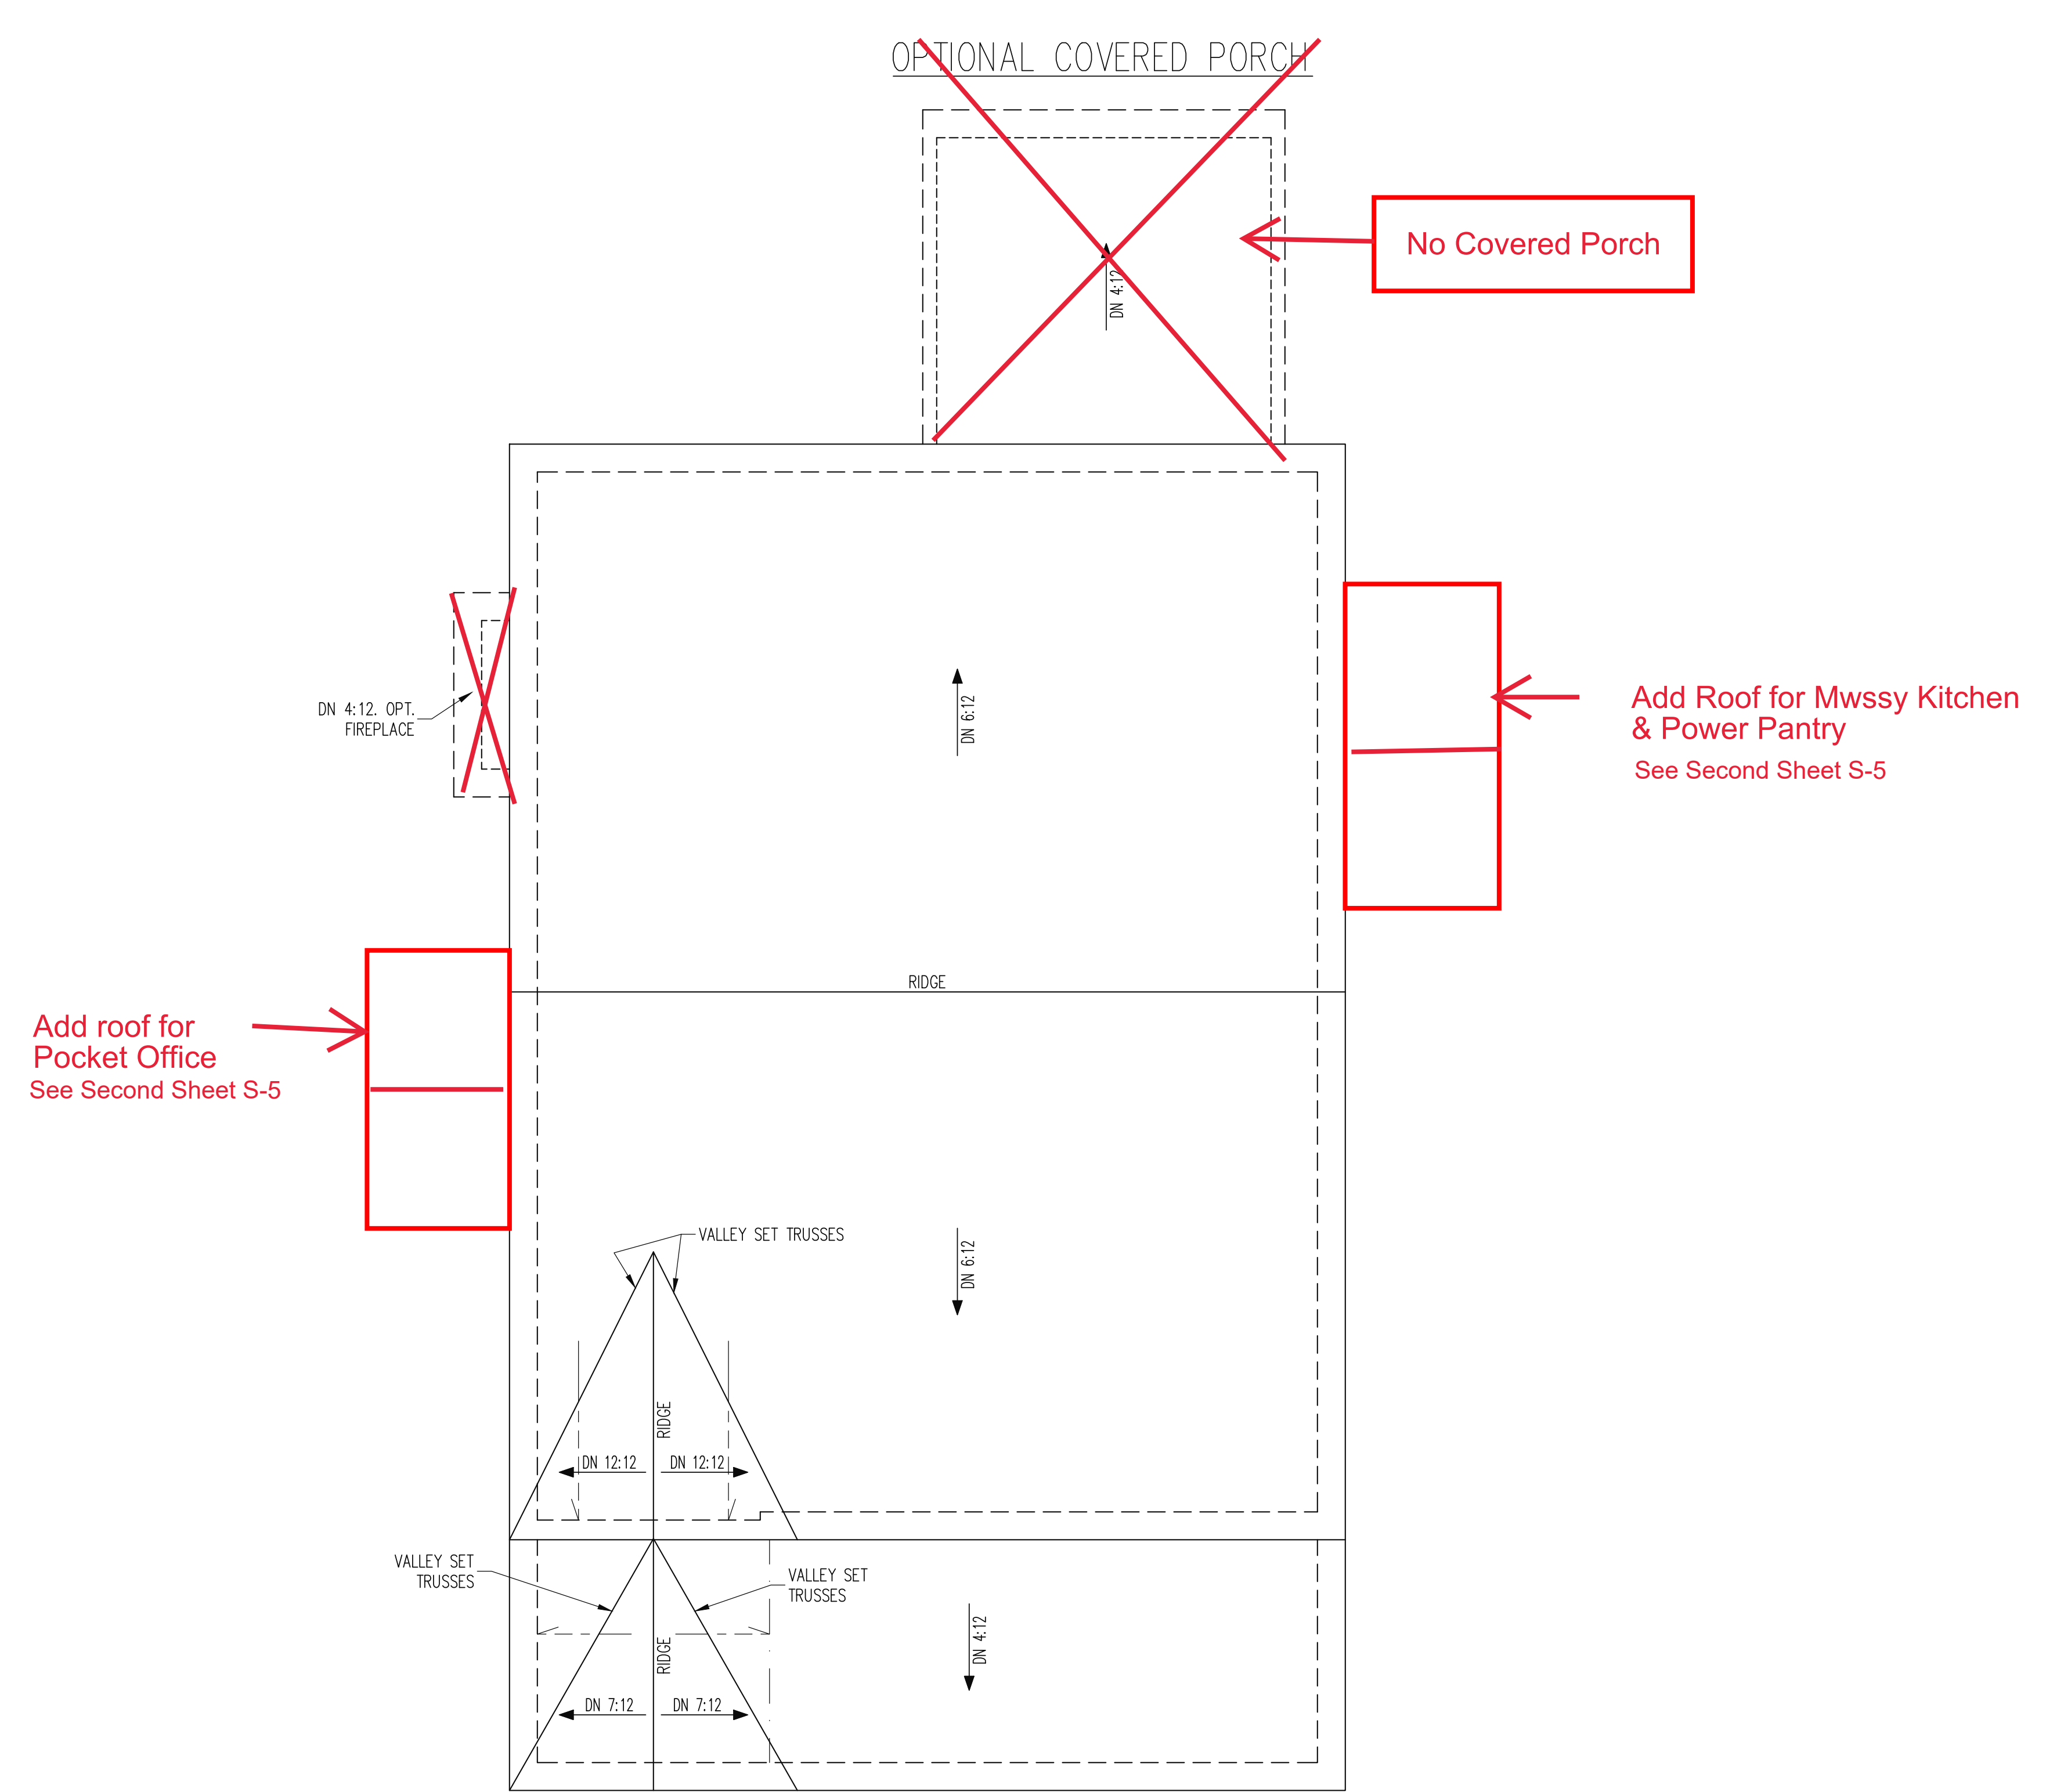 OPTIONAL COVERED PORCH
No Covered Porch
DN 4:12
DN 4:12. OPT.
FIREPLACE
DN 6:12
Add Roof for Mwssy Kitchen
& Power Pantry
See Second Sheet S-5
RIDGE
Add roof for
Pocket Office
See Second Sheet S-5
VALLEY SET TRUSSES
DN 6:12
RIDGE
DN 12:12
DN 12:12
VALLEY SET
TRUSSES
VALLEY SET
TRUSSES
DN 4:12
RIDGE
DN 7:12
DN 7:12